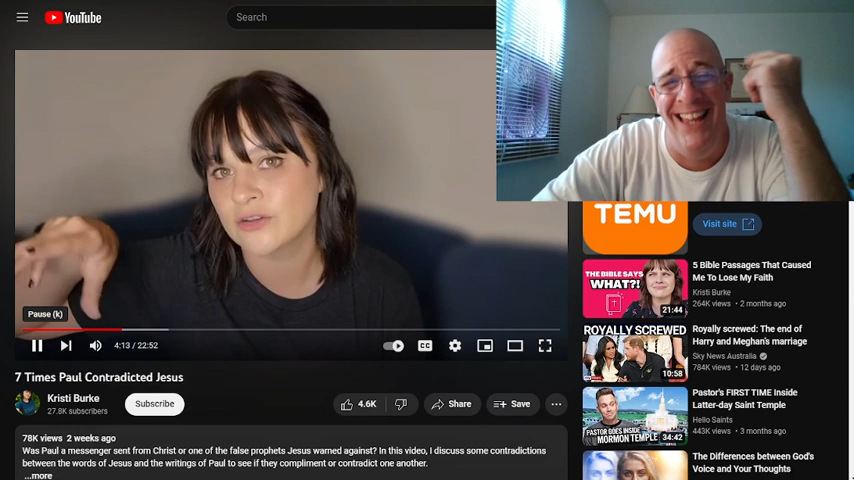 YouTube
Search
Pause (k)
4:13 / 22:52
CC
7 Times Paul Contradicted Jesus
Kristi Burke
27.8K subscribers
Subscribe
4.6K
Share
Save
78K views 2 weeks ago
Was Paul a messenger sent from Christ or one of the false prophets Jesus warned against? In this video, I discuss some contradictions
between the words of Jesus and the writings of Paul to see if they compliment or contradict one another.
...more
TEMU
Visit site
THE BIBLE SAYS
WHAT?!
21:44
5 Bible Passages That Caused
Me To Lose My Faith
Kristi Burke
264K views • 2 months ago
ROYALLY SCREWED
10:58
Royally screwed: The end of
Harry and Meghan's marriage
Sky News Australia
784K views • 12 days ago
PASTOR GOES INSIDE
MORMON TEMPLE
34:42
Pastor's FIRST TIME Inside
Latter-day Saint Temple
Hello Saints
443K views • 3 months ago
The Differences between God's
Voice and Your Thoughts